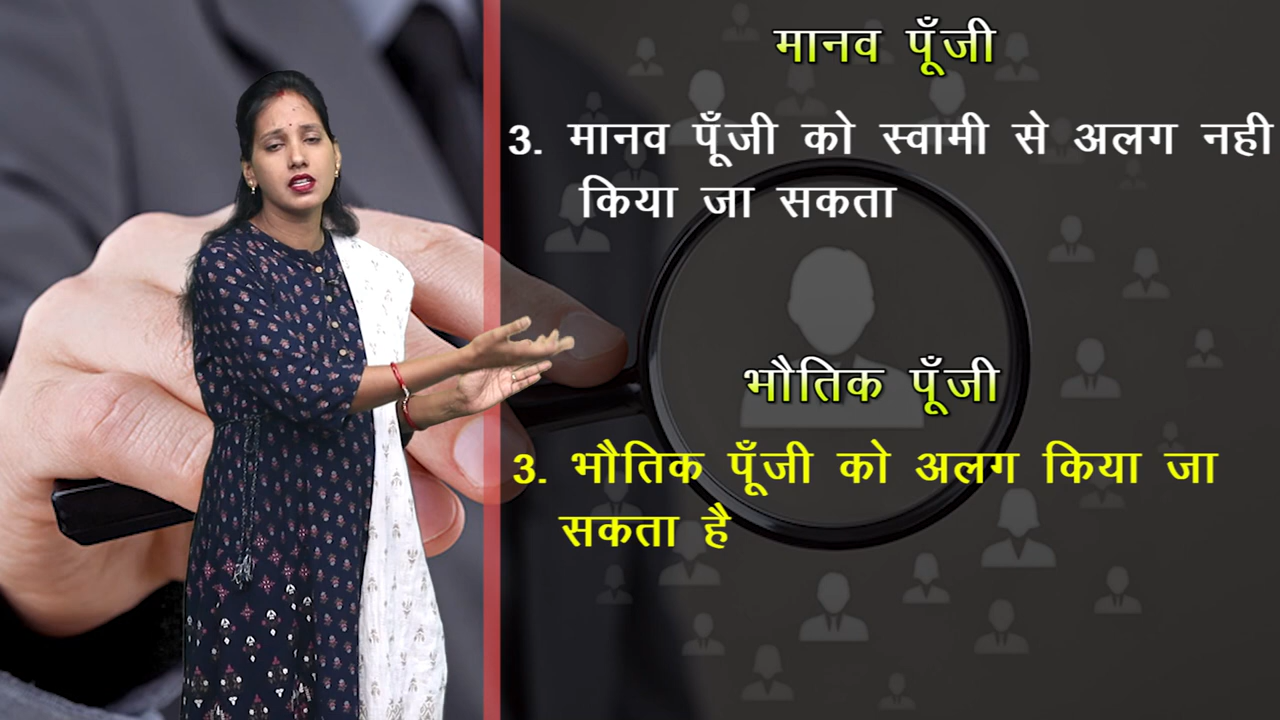 मानव पूँजी
3. मानव पूँजी को स्वामी से अलग नही
किया जा सकता
भौतिक पूँजी
3. भौतिक पूँजी को अलग किया जा
सकता है